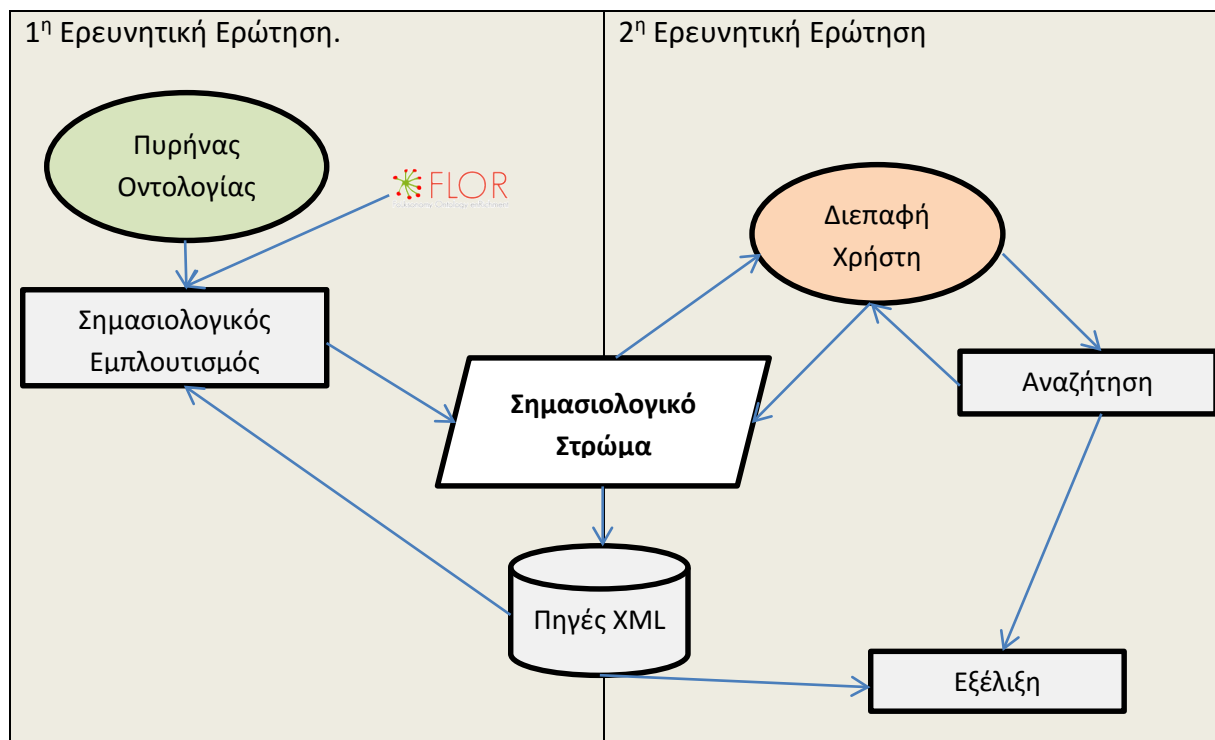 1η Ερευνητική Ερώτηση.
2η Ερευνητική Ερώτηση
Πυρήνας
Οντολογίας
FLOR
Διεπαφή
Χρήστη
Σημασιολογικός
Εμπλουτισμός
Σημασιολογικό
Στρώμα
Αναζήτηση
Πηγές XML
Εξέλιξη